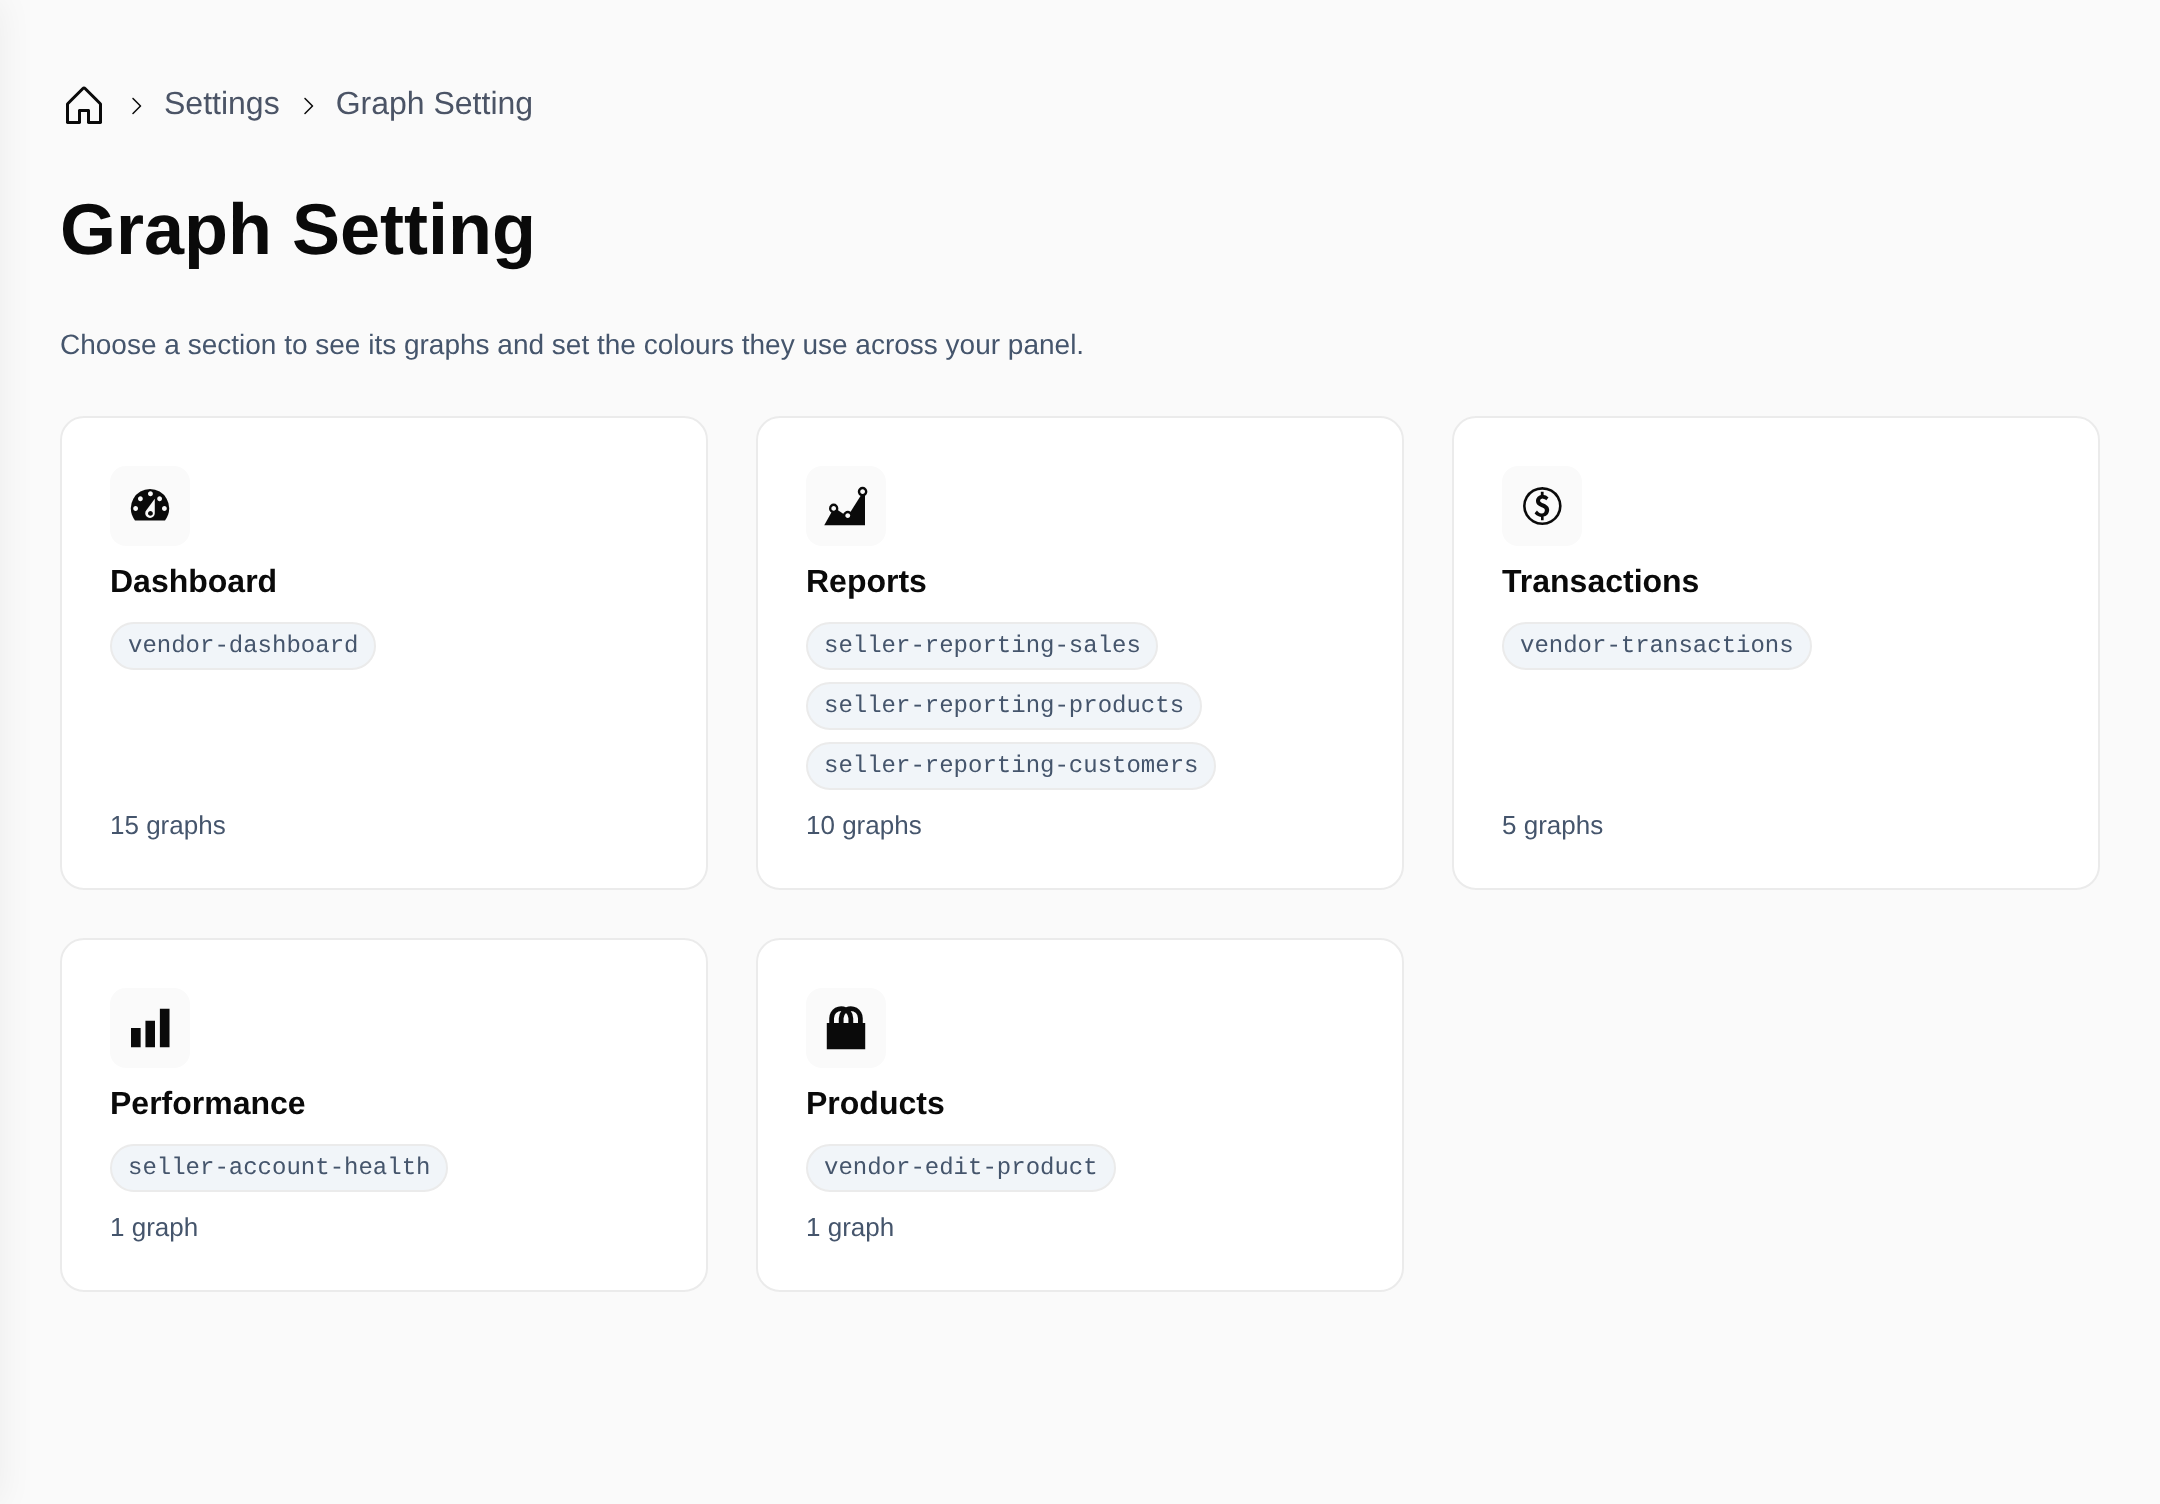 Settings > Graph Setting
Graph Setting
Choose a section to see its graphs and set the colours they use across your panel.
Dashboard
vendor-dashboard
15 graphs
Reports
seller-reporting-sales
seller-reporting-products
seller-reporting-customers
10 graphs
Transactions
vendor-transactions
5 graphs
Performance
seller-account-health
1 graph
Products
vendor-edit-product
1 graph